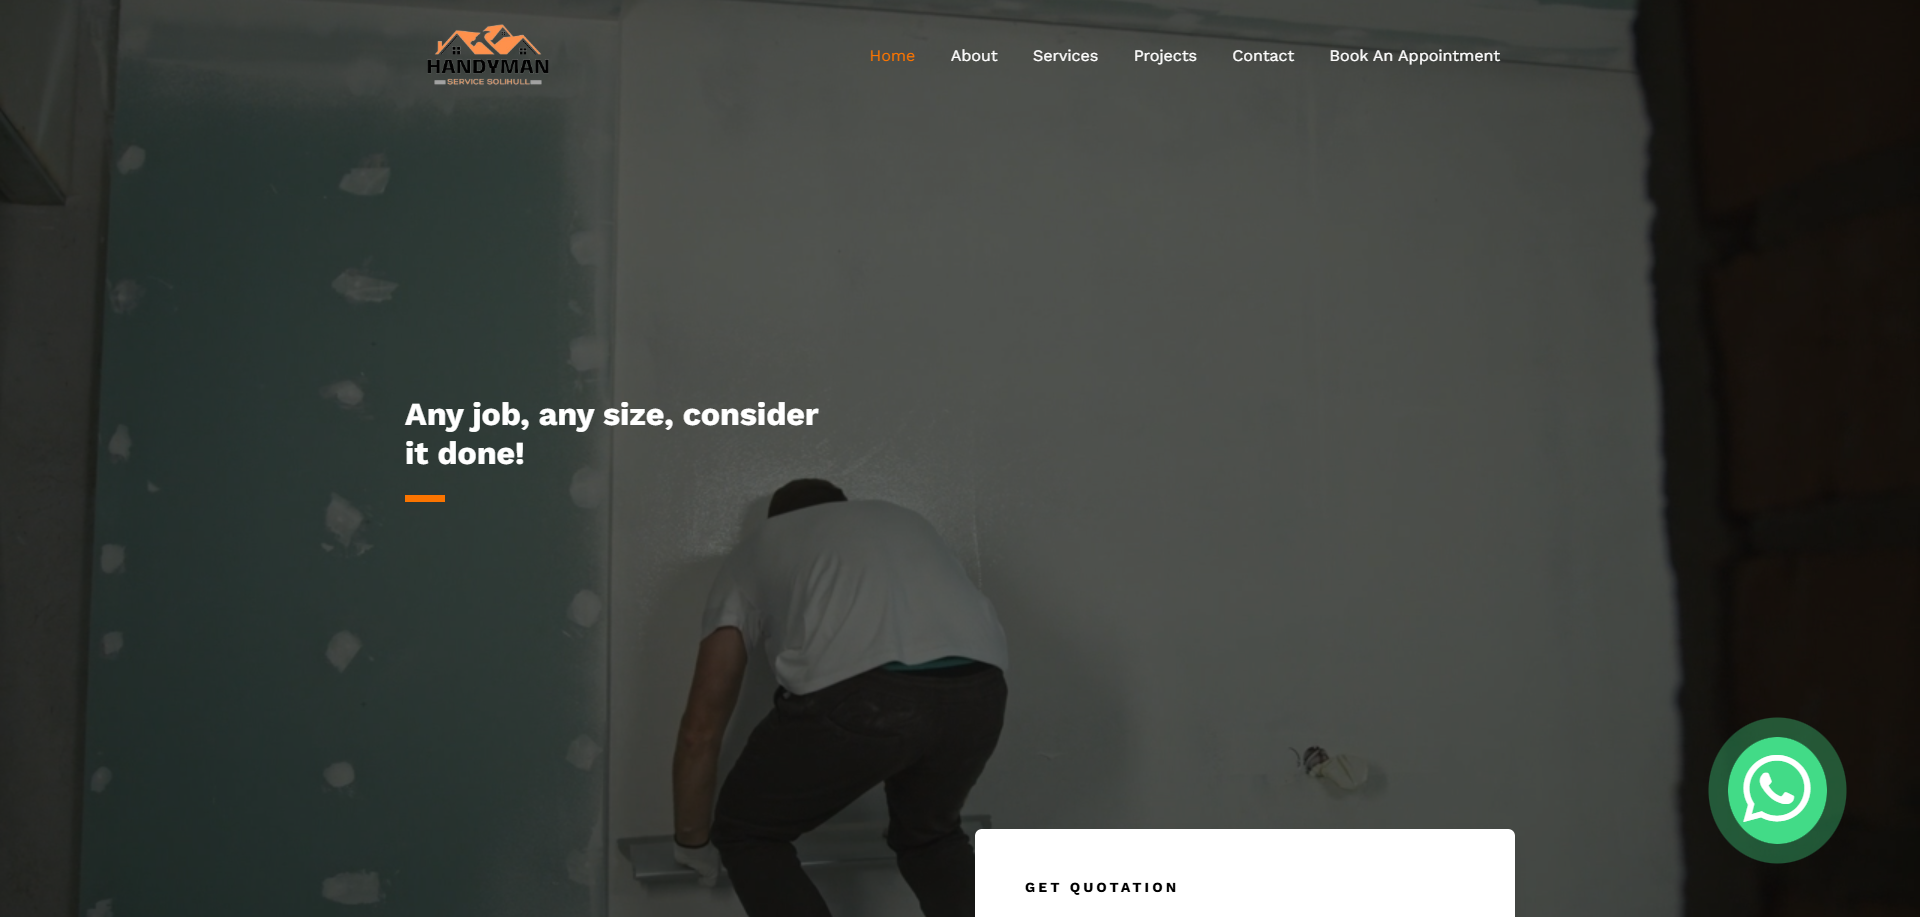 HANDYMAN
SERVICE SOLIHULL
Home About Services Projects Contact Book An Appointment
Any job, any size, consider
it done!
GET QUOTATION